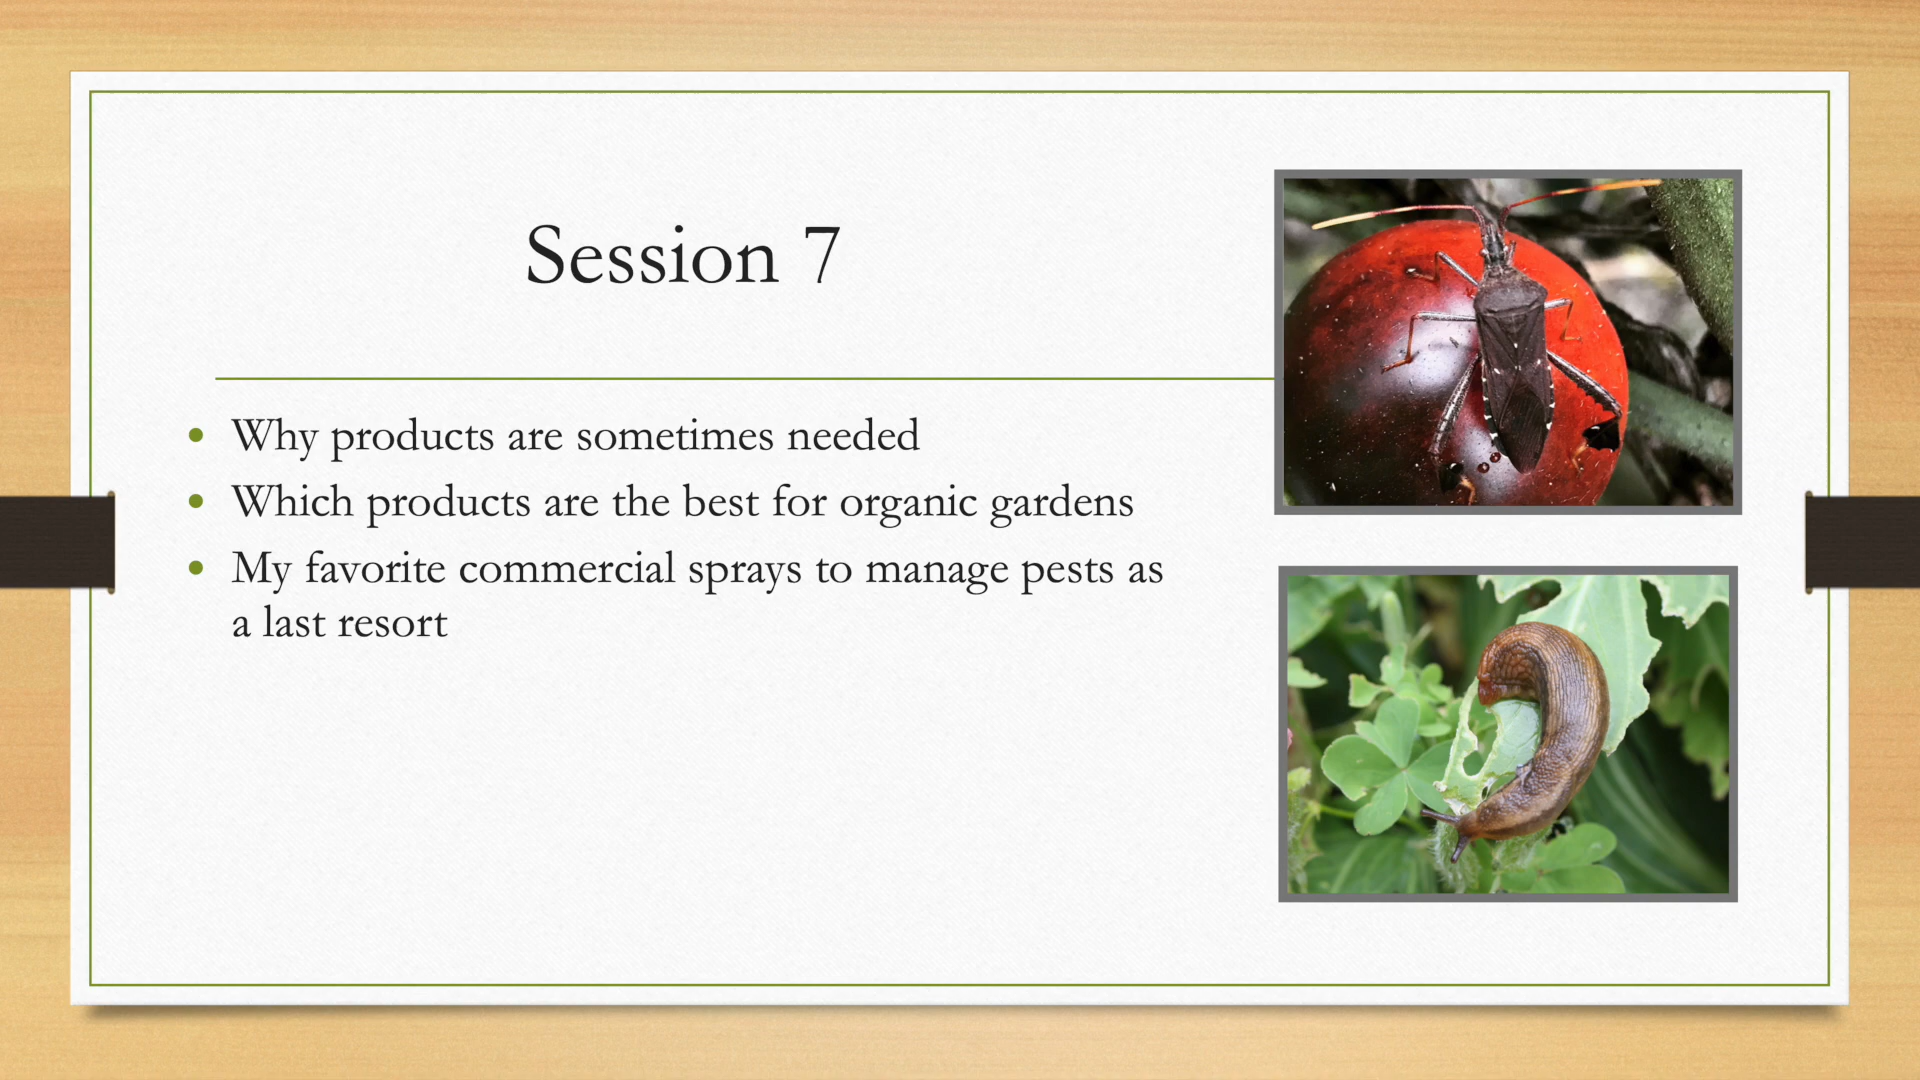 Session 7
Why products are sometimes needed
Which products are the best for organic gardens
My favorite commercial sprays to manage pests as
a last resort